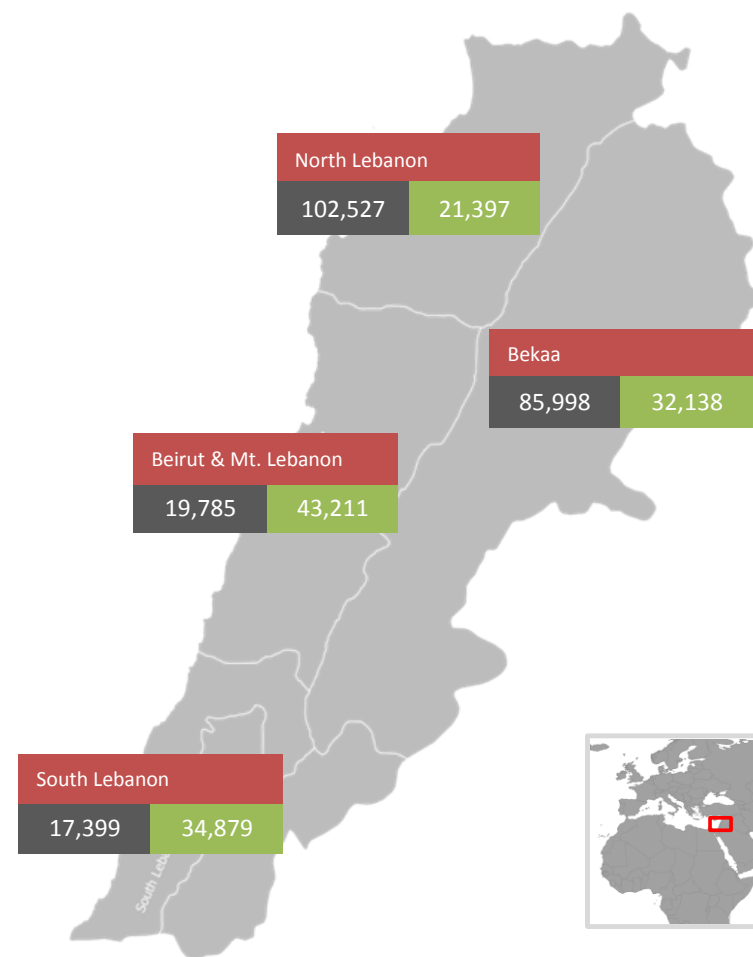 North Lebanon
102,527 21,397
Bekaa
85,998 32,138
Beirut & Mt. Lebanon
19,785 43,211
South Lebanon
17,399 34,879
South